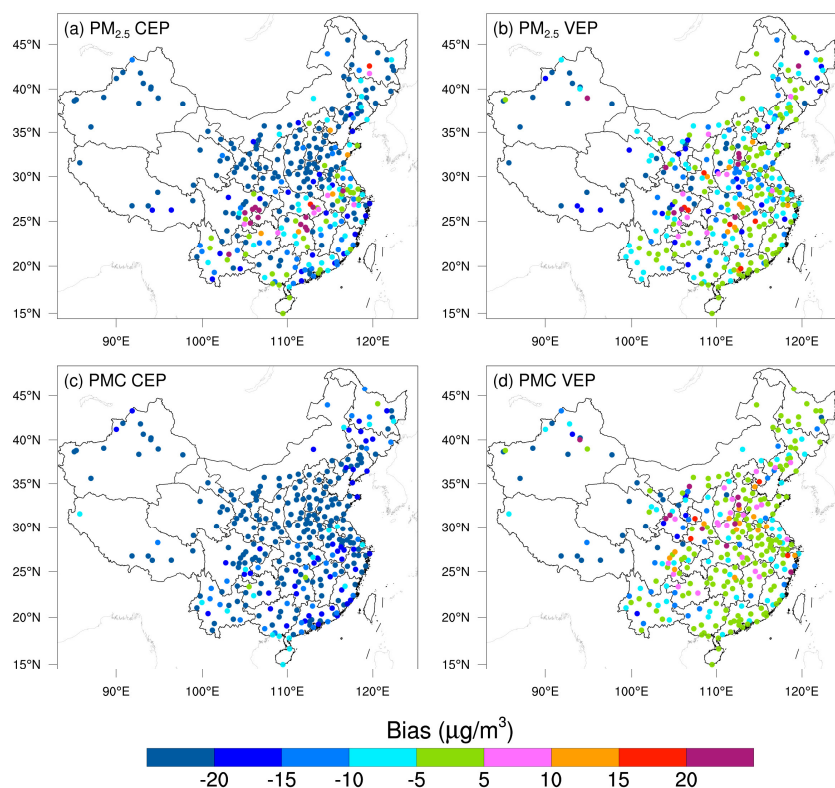 (a) PM2.5 CEP
(b) PM2.5 VEP
45°N
40°N
35°N
30°N
25°N
20°N
15°N
45°N
40°N
35°N
30°N
25°N
20°N
15°N
90°E 100°E 110°E 120°E
90°E 100°E 110°E 120°E
(c) PMC CEP
(d) PMC VEP
45°N
40°N
35°N
30°N
25°N
20°N
15°N
45°N
40°N
35°N
30°N
25°N
20°N
15°N
90°E 100°E 110°E 120°E
90°E 100°E 110°E 120°E
Bias (μg/m³)
-20 -15 -10 -5 5 10 15 20